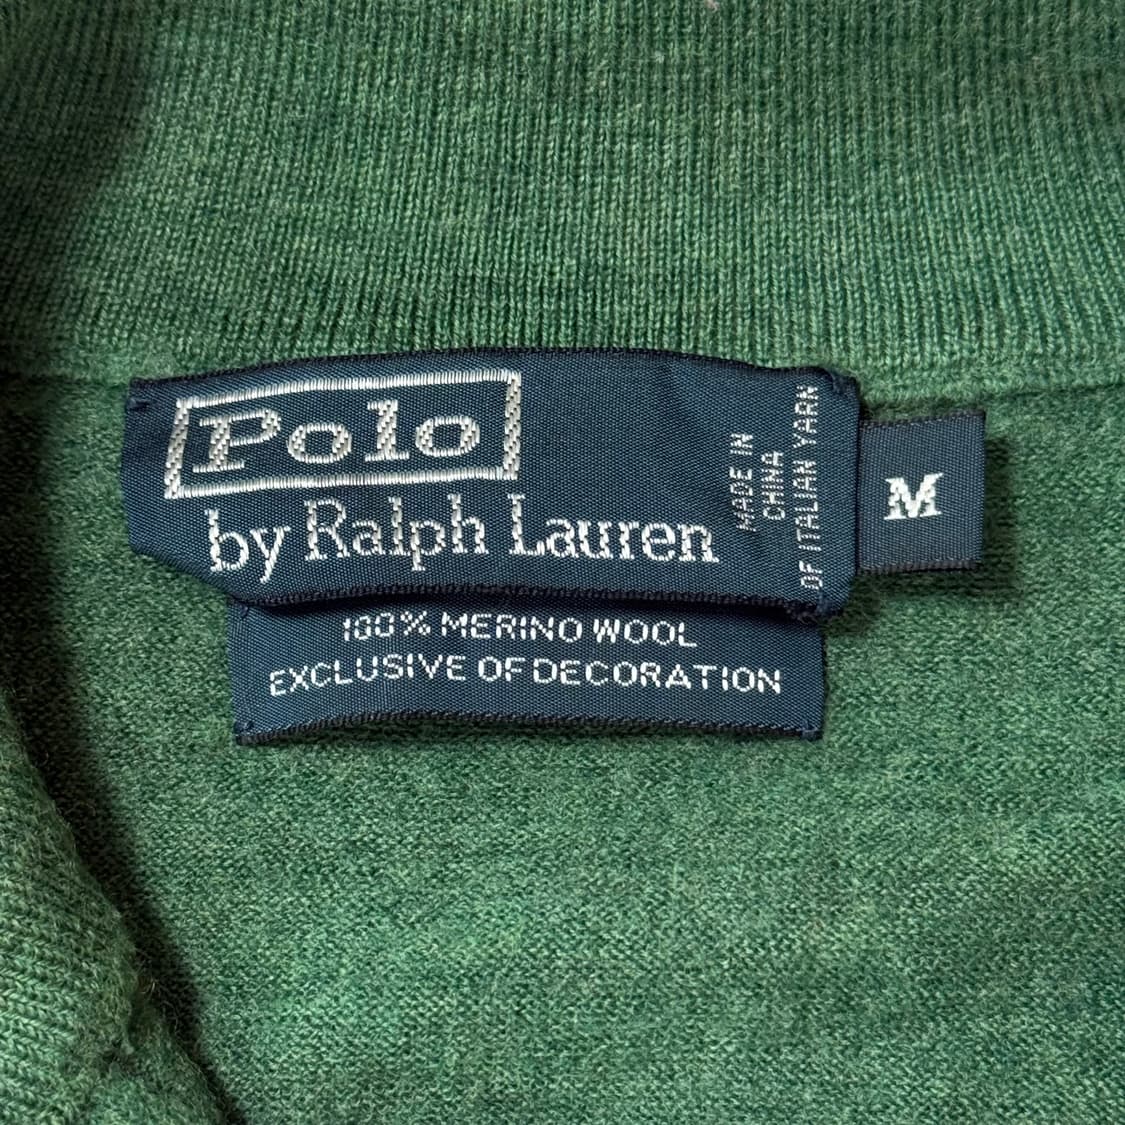 Polo
by Ralph Lauren
MADE IN
CHINA
OF ITALIAN YARN
M
100% MERINO WOOL
EXCLUSIVE OF DECORATION